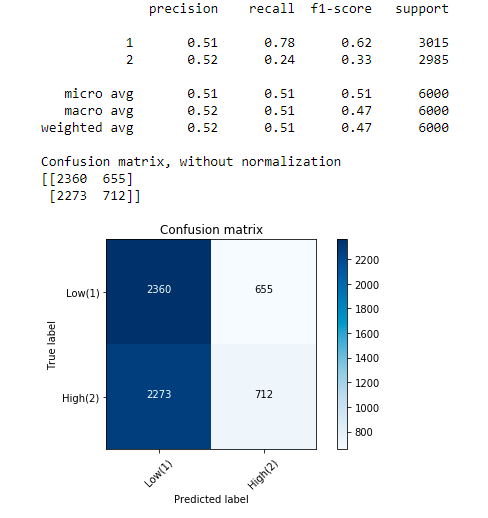 precision recall f1-score support
1 0.51 0.78 0.62 3015
2 0.52 0.24 0.33 2985
micro avg 0.51 0.51 0.51 6000
macro avg 0.52 0.51 0.47 6000
weighted avg 0.52 0.51 0.47 6000
Confusion matrix, without normalization
[[2360 655]
[2273 712]]
Confusion matrix
Low(1)
High(2)
True label
2360 655
2273 712
Low(1) High(2)
Predicted label
2200
2000
1800
1600
1400
1200
1000
800